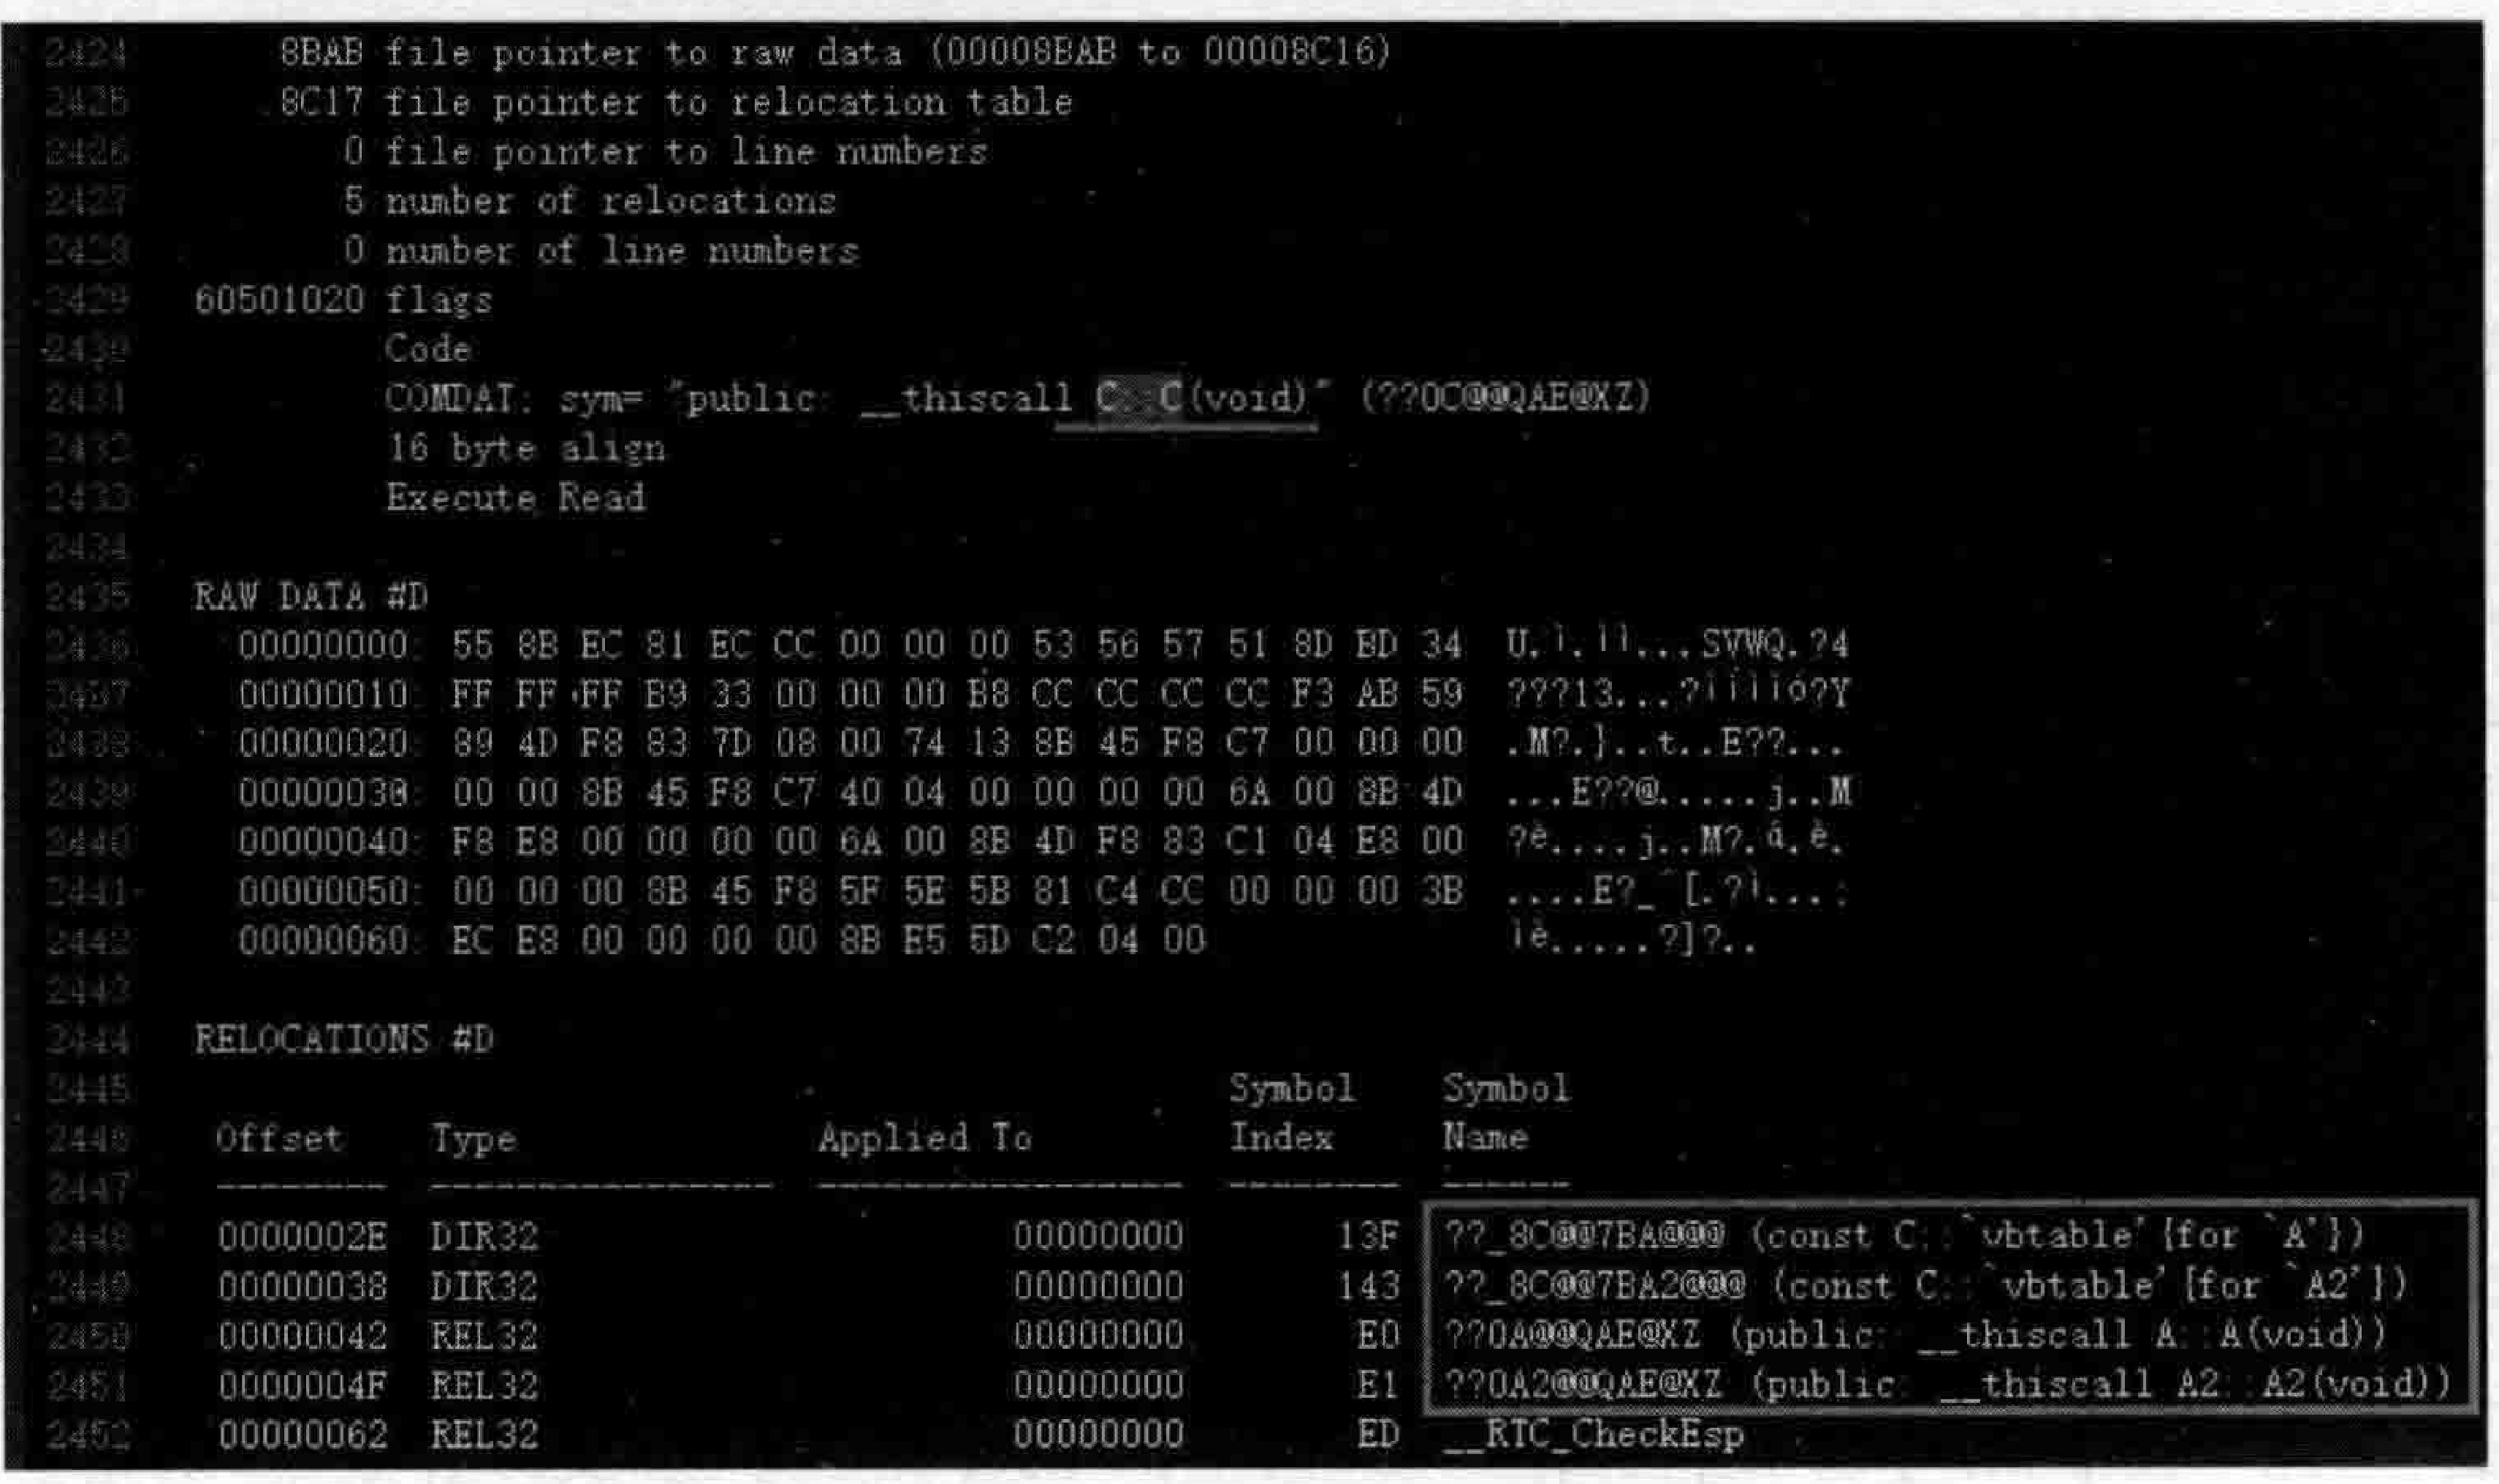 2424 8BAB file pointer to raw data (00008BAB to 00008C16)
2425 8C17 file pointer to relocation table
2426 0 file pointer to line numbers
2427 5 number of relocations
2428 0 number of line numbers
2429 60501020 flags
2430 Code
2431 COMDAT; sym= "public: __thiscall C::C(void)" (??0C@@QAE@XZ)
2432 16 byte align
2433 Execute Read
2434
2435 RAW DATA #D
2436 00000000: 55 8B EC 81 EC CC 00 00 00 53 56 57 51 8D BD 34 U.ì.ìì...SVWQ.?4
2437 00000010: FF FF FF B9 33 00 00 00 B8 CC CC CC CC F3 AB 59 ???13...?ììììó?Y
2438 00000020: 89 4D F8 83 7D 08 00 74 13 8B 45 F8 C7 00 00 00 .M?.}..t..E??...
2439 00000030: 00 00 8B 45 F8 C7 40 04 00 00 00 00 6A 00 8B 4D ...E??@.....j..M
2440 00000040: F8 E8 00 00 00 00 6A 00 8B 4D F8 83 C1 04 E8 00 ?è....j..M?.á.è.
2441 00000050: 00 00 00 8B 45 F8 5F 5E 5B 81 C4 CC 00 00 00 3B ....E?_^[.?ì...;
2442 00000060: EC E8 00 00 00 00 8B E5 5D C2 04 00 ìè.....?]?..
2443
2444 RELOCATIONS #D
2445 Symbol Symbol
2446 Offset Type Applied To Index Name
2447 -------- ---------------- ----------------- -------- ------
2448 0000002E DIR32 00000000 13F ??_8C@@7BA@@@ (const C::`vbtable'{for `A'})
2449 00000038 DIR32 00000000 143 ??_8C@@7BA2@@@ (const C::`vbtable'{for `A2'})
2450 00000042 REL32 00000000 E0 ??0A@@QAE@XZ (public: __thiscall A::A(void))
2451 0000004F REL32 00000000 E1 ??0A2@@QAE@XZ (public: __thiscall A2::A2(void))
2452 00000062 REL32 00000000 ED __RTC_CheckEsp